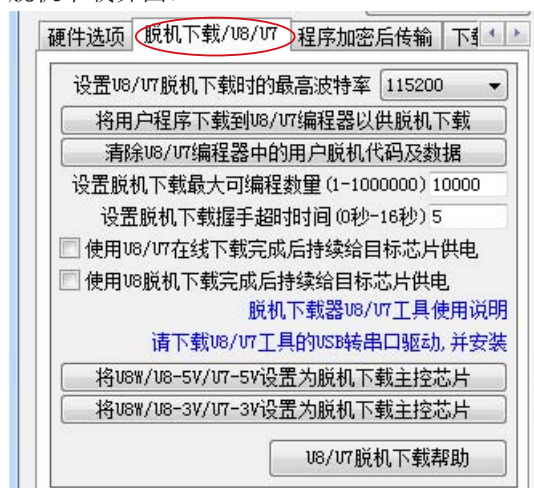 硬件选项 脱机下载/U8/U7 程序加密后传输
设置U8/U7脱机下载时的最高波特率 115200
将用户程序下载到U8/U7编程器以供脱机下载
清除U8/U7编程器中的用户脱机代码及数据
设置脱机下载最大可编程数量(1-1000000) 10000
设置脱机下载握手超时时间(0秒-16秒) 5
使用U8/U7在线下载完成后持续给目标芯片供电
使用U8脱机下载完成后持续给目标芯片供电
脱机下载器U8/U7工具使用说明
请下载U8/U7工具的USB转串口驱动,并安装
将U8W/U8-5V/U7-5V设置为脱机下载主控芯片
将U8W/U8-3V/U7-3V设置为脱机下载主控芯片
U8/U7脱机下载帮助